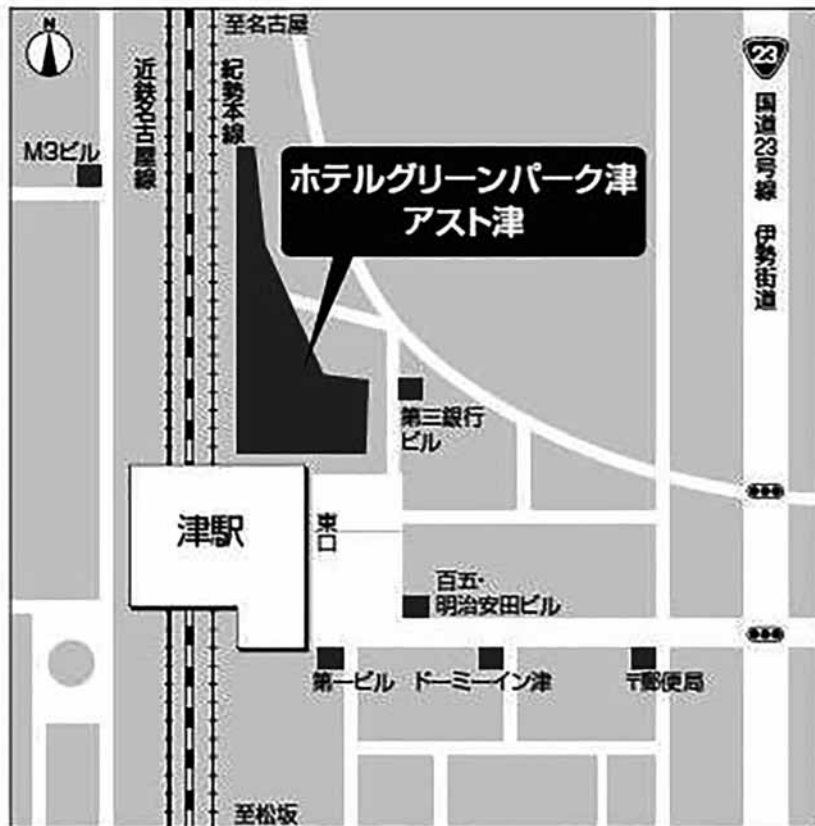 N
至名古屋
23
近鉄名古屋線
紀勢本線
国道23号線 伊勢街道
M3ビル
ホテルグリーンパーク津
アスト津
第三銀行
ビル
津駅
東口
百五・
明治安田ビル
第一ビル
ドーミーイン津
〒郵便局
至松坂